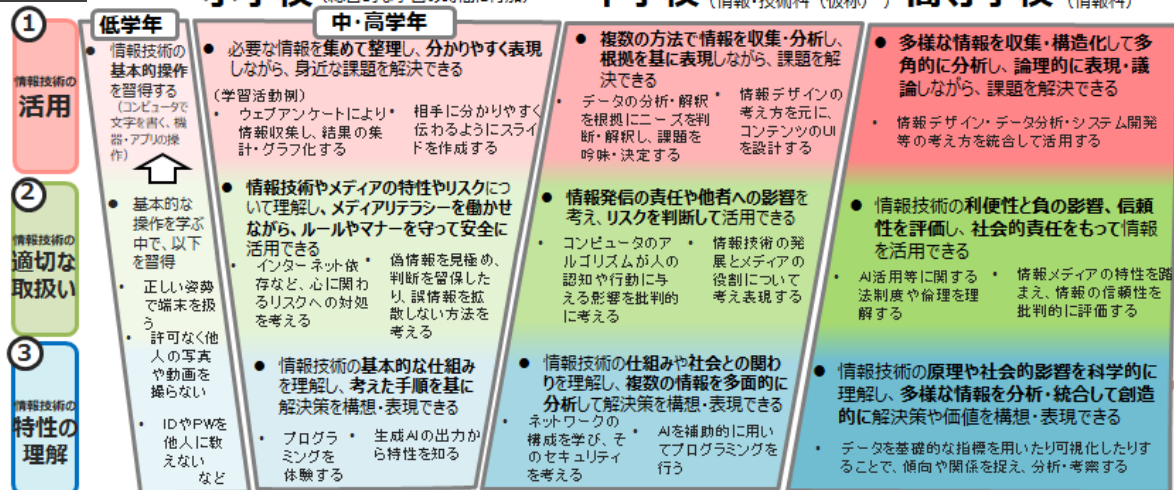 低学年
中・高学年
(情報・技術科(仮称))
(情報科)
①
情報技術の
活用
● 情報技術の
基本的操作
を習得する
(コンピュータで
文字を書く、機
器・アプリの操
作)
● 必要な情報を集めて整理し、分かりやすく表現
しながら、身近な課題を解決できる
(学習活動例)
・ ウェブアンケートにより
情報収集し、結果の集
計・グラフ化する
・ 相手に分かりやすく
伝わるようにスライ
ドを作成する
● 複数の方法で情報を収集・分析し、
根拠を基に表現しながら、課題を解
決できる
・ データの分析・解釈
を根拠にニーズを判
断・解釈し、課題を
吟味・決定する
・ 情報デザインの
考え方を元に、
コンテンツのUI
を設計する
● 多様な情報を収集・構造化して多
角的に分析し、論理的に表現・議
論しながら、課題を解決できる
・ 情報デザイン・データ分析・システム開発
等の考え方を統合して活用する
②
情報技術の
適切な
取扱い
● 基本的な
操作を学ぶ
中で、以下
を習得
・ 正しい姿勢
で端末を扱
う
・ 許可なく他
人の写真
や動画を
撮らない
・ IDやPWを
他人に教
えない
など
● 情報技術やメディアの特性やリスクにつ
いて理解し、メディアリテラシーを働かせ
ながら、ルールやマナーを守って安全に
活用できる
・ インターネット依
存など、心に関わ
るリスクへの対処
を考える
・ 偽情報を見極め、
判断を留保した
り、誤情報を拡
散しない方法を
考える
● 情報発信の責任や他者への影響を
考え、リスクを判断して活用できる
・ コンピュータのア
ルゴリズムが人の
認知や行動に与
える影響を批判的
に考える
・ 情報技術の発
展とメディアの
役割について
考え表現する
● 情報技術の利便性と負の影響、信頼
性を評価し、社会的責任をもって情報
を活用できる
・ AI活用等に関する
法制度や倫理を理
解する
・ 情報メディアの特性を踏
まえ、情報の信頼性を
批判的に評価する
③
情報技術の
特性の
理解
● 情報技術の基本的な仕組み
を理解し、考えた手順を基に
解決策を構想・表現できる
・ プログラ
ミングを
体験する
・ 生成AIの出力か
ら特性を知る
● 情報技術の仕組みや社会との関わ
りを理解し、複数の情報を多面的に
分析して解決策を構想・表現できる
・ ネットワークの
構成を学び、そ
のセキュリティ
を考える
・ AIを補助的に用い
てプログラミングを
行う
● 情報技術の原理や社会的影響を科学的に
理解し、多様な情報を分析・統合して創造
的に解決策や価値を構想・表現できる
・ データを基礎的な指標を用いたり可視化したりす
ることで、傾向や関係を捉え、分析・考察する